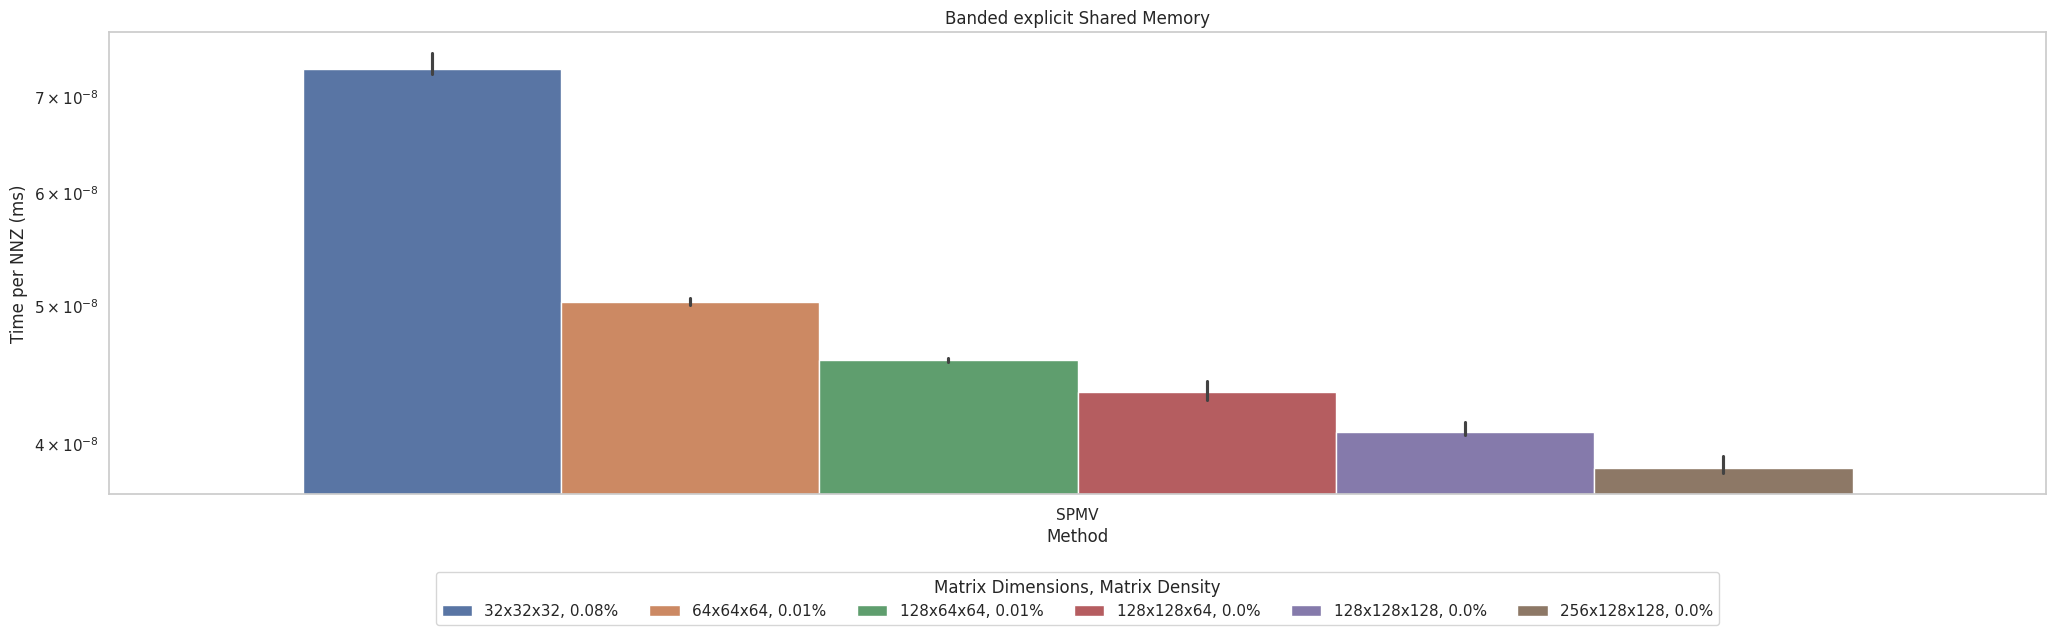 Banded explicit Shared Memory
Time per NNZ (ms)
7 × 10⁻⁸
6 × 10⁻⁸
5 × 10⁻⁸
4 × 10⁻⁸
SPMV
Method
Matrix Dimensions, Matrix Density
32x32x32, 0.08% 64x64x64, 0.01% 128x64x64, 0.01% 128x128x64, 0.0% 128x128x128, 0.0% 256x128x128, 0.0%